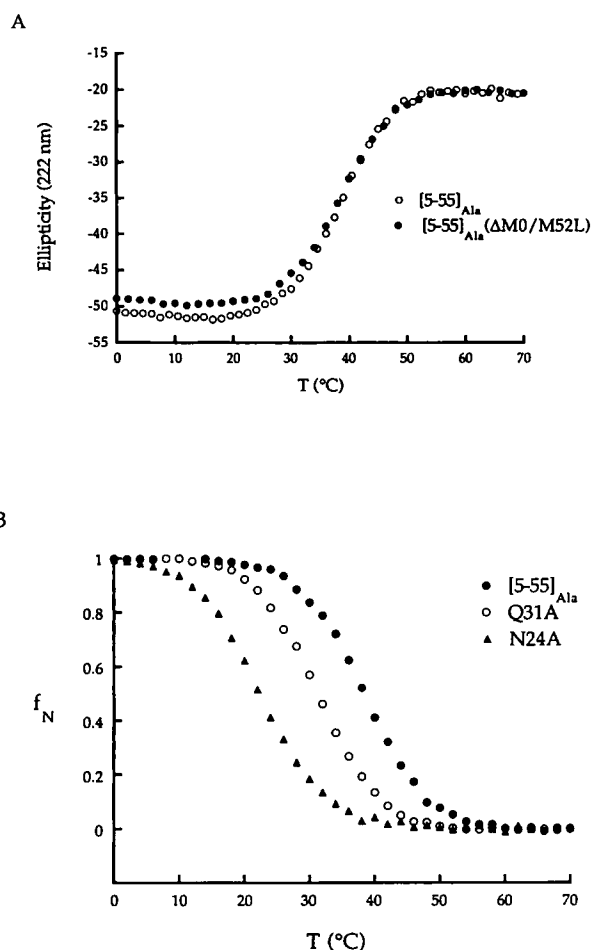 A
-15
-20
-25
-30
-35
-40
-45
-50
-55
Ellipticity (222 nm)
[5-55]Ala
[5-55]Ala(ΔM0/M52L)
0 10 20 30 40 50 60 70
T (°C)
B
1
0.8
0.6
0.4
0.2
0
fN
[5-55]Ala
Q31A
N24A
0 10 20 30 40 50 60 70
T (°C)